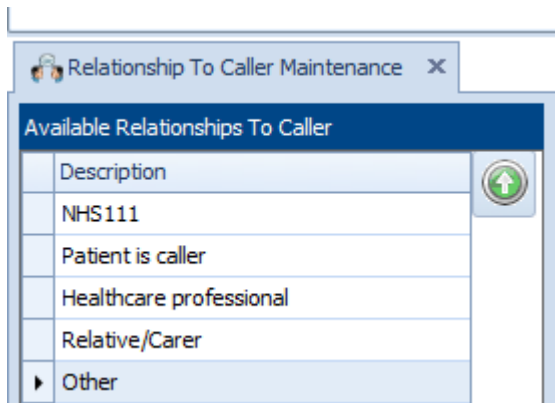 Relationship To Caller Maintenance
Available Relationships To Caller
Description
NHS111
Patient is caller
Healthcare professional
Relative/Carer
Other